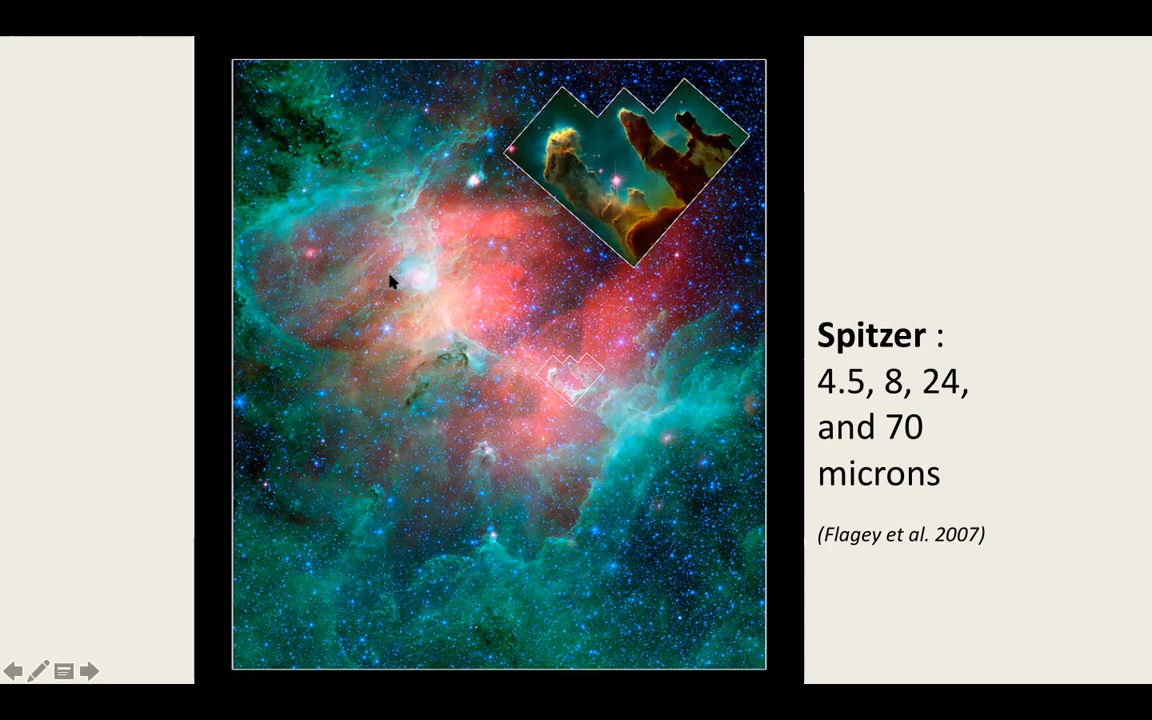 Spitzer :
4.5, 8, 24,
and 70
microns
(Flagey et al. 2007)